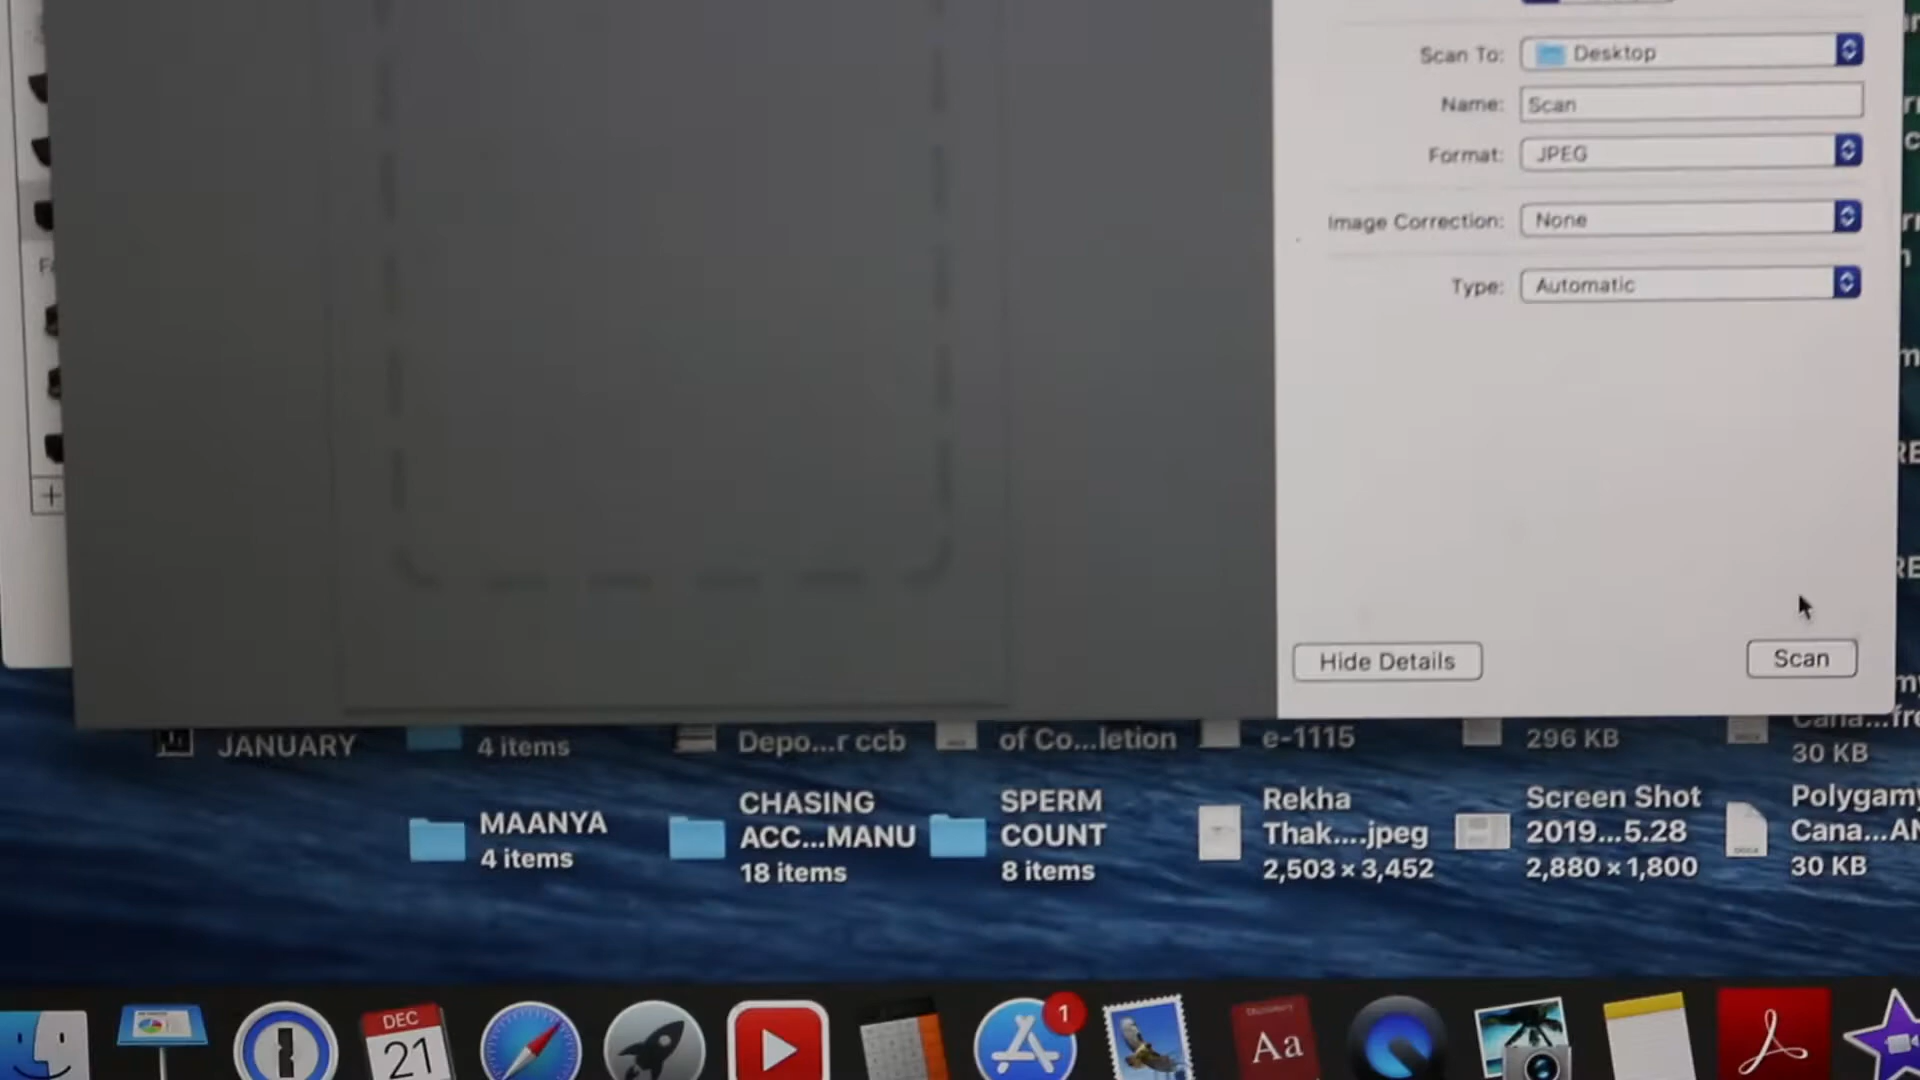 Scan To: Desktop
Name: Scan
Format: JPEG
Image Correction: None
Type: Automatic
Hide Details
Scan
JANUARY
4 items
Depo...r ccb
of Co...letion
e-1115
296 KB
30 KB
MAANYA
4 items
CHASING
ACC...MANU
18 items
SPERM
COUNT
8 items
Rekha
Thak....jpeg
2,503 × 3,452
Screen Shot
2019...5.28
2,880 × 1,800
Polygamy
Cana...AN
30 KB
DEC
21
1
Aa